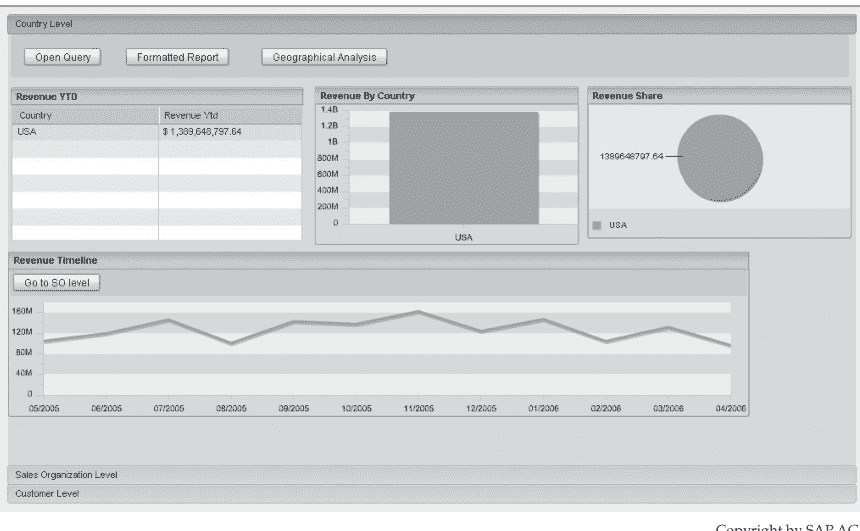 Country Level
Open Query
Formatted Report
Geographical Analysis
Revenue YTD
Country
Revenue Ytd
USA
$ 1,389,648,797.64
Revenue By Country
1.4B
1.2B
1B
800M
600M
400M
200M
0
USA
Revenue Share
1389648797.64
USA
Revenue Timeline
Go to SO level
160M
120M
80M
40M
0
05/2005
06/2005
07/2005
08/2005
09/2005
10/2005
11/2005
12/2005
01/2006
02/2006
03/2006
04/2006
Sales Organization Level
Customer Level
Copyright by SAP AG